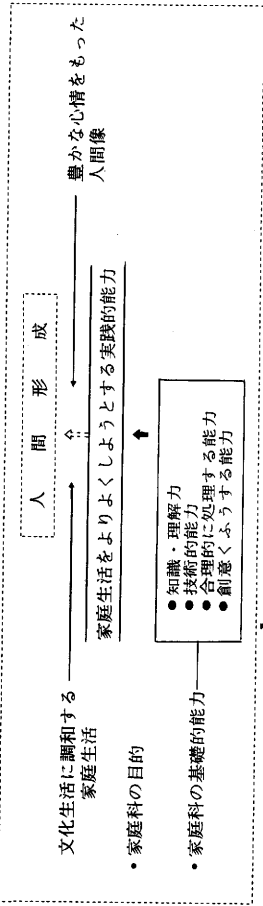 人間形成
文化生活に調和する
家庭生活
豊かな心情をもった
人間像
・家庭科の目的
家庭生活をよりよくしようとする実践的能力
・家庭科の基礎的能力
●知識・理解力
●技術的能力
●合理的に処理する能力
●創意くふうする能力